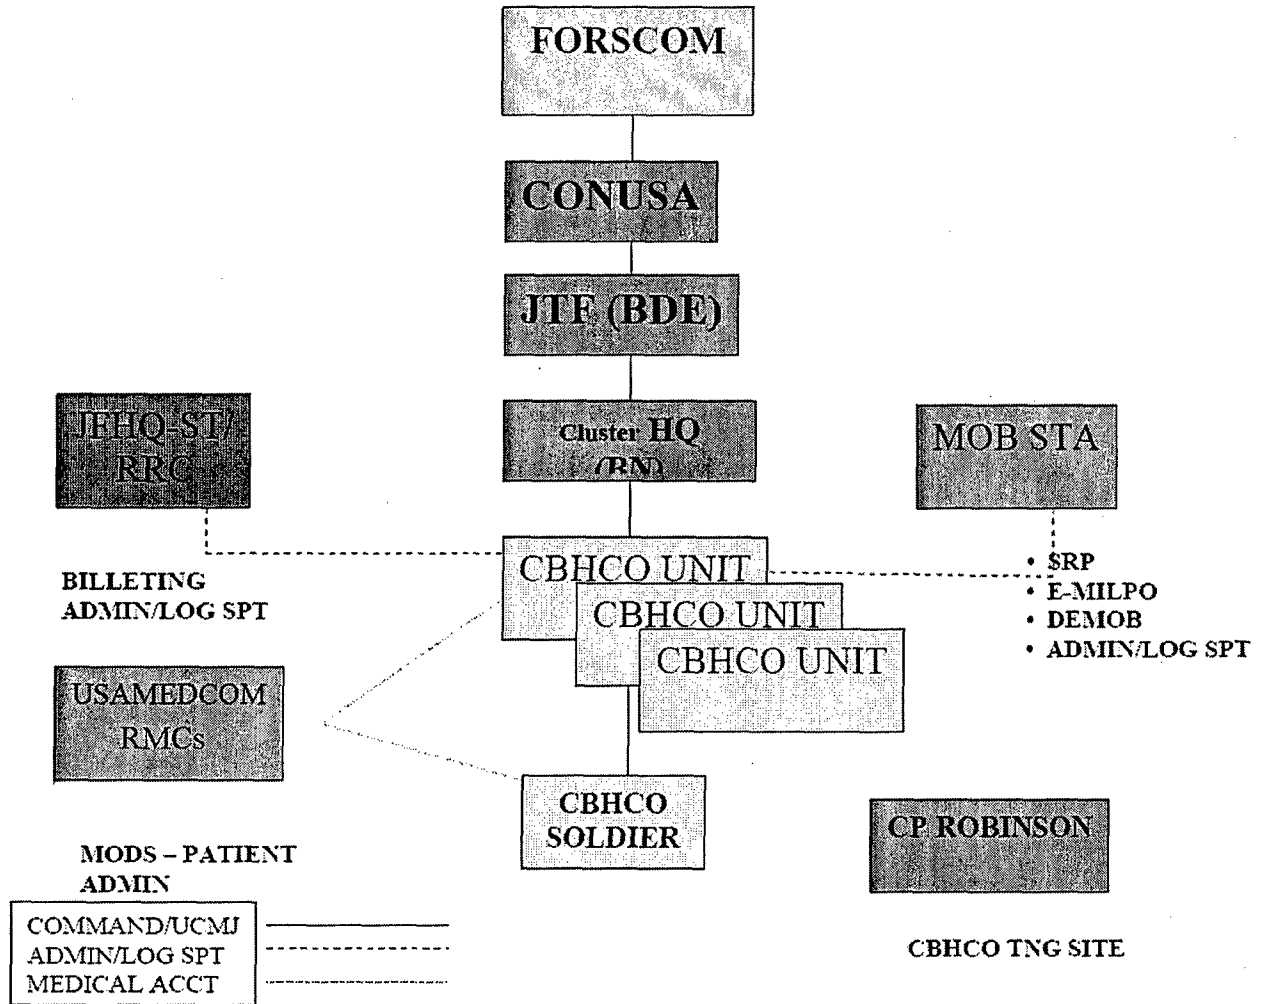 FORSCOM
CONUSA
JTF (BDE)
JFHQ-ST/
RRC
Cluster HQ
(BN)
MOB STA
CBHCO UNIT
CBHCO UNIT
CBHCO UNIT
BILLETING
ADMIN/LOG SPT
• SRP
• E-MILPO
• DEMOB
• ADMIN/LOG SPT
USAMEDCOM
RMCs
CBHCO
SOLDIER
CP ROBINSON
MODS – PATIENT
ADMIN
COMMAND/UCMJ
ADMIN/LOG SPT
MEDICAL ACCT
CBHCO TNG SITE